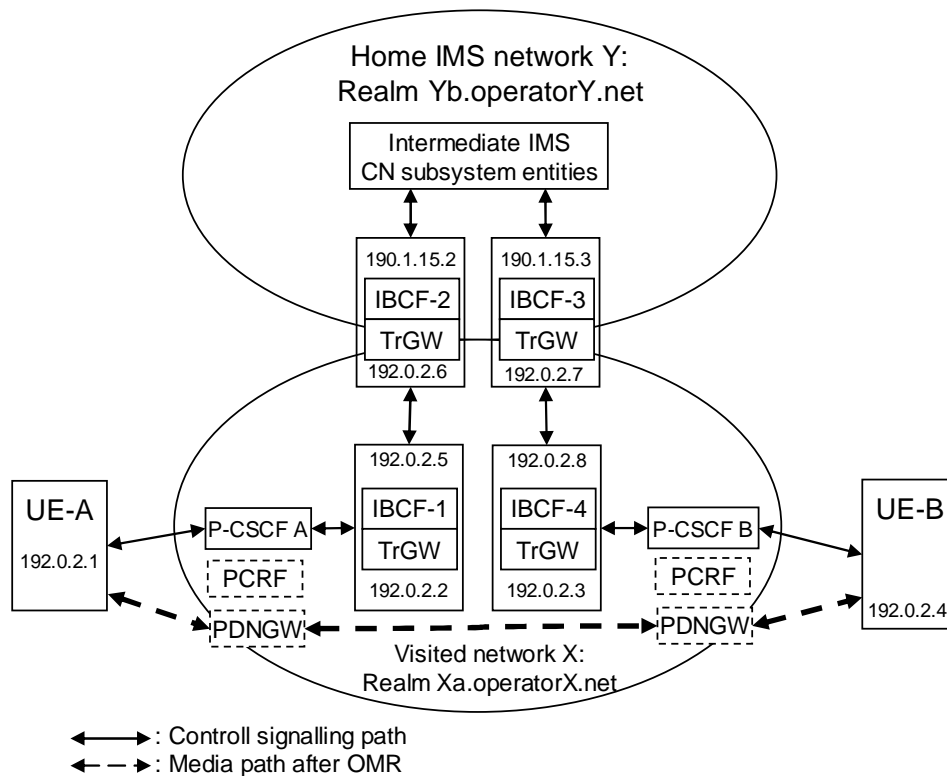 Home IMS network Y:
Realm Yb.operatorY.net
Intermediate IMS
CN subsystem entities
190.1.15.2
190.1.15.3
IBCF-2
IBCF-3
TrGW
TrGW
192.0.2.6
192.0.2.7
192.0.2.5
192.0.2.8
UE-A
192.0.2.1
P-CSCF A
IBCF-1
IBCF-4
P-CSCF B
UE-B
TrGW
TrGW
PCRF
PCRF
192.0.2.2
192.0.2.3
192.0.2.4
PDNGW
PDNGW
Visited network X:
Realm Xa.operatorX.net
: Controll signalling path
: Media path after OMR